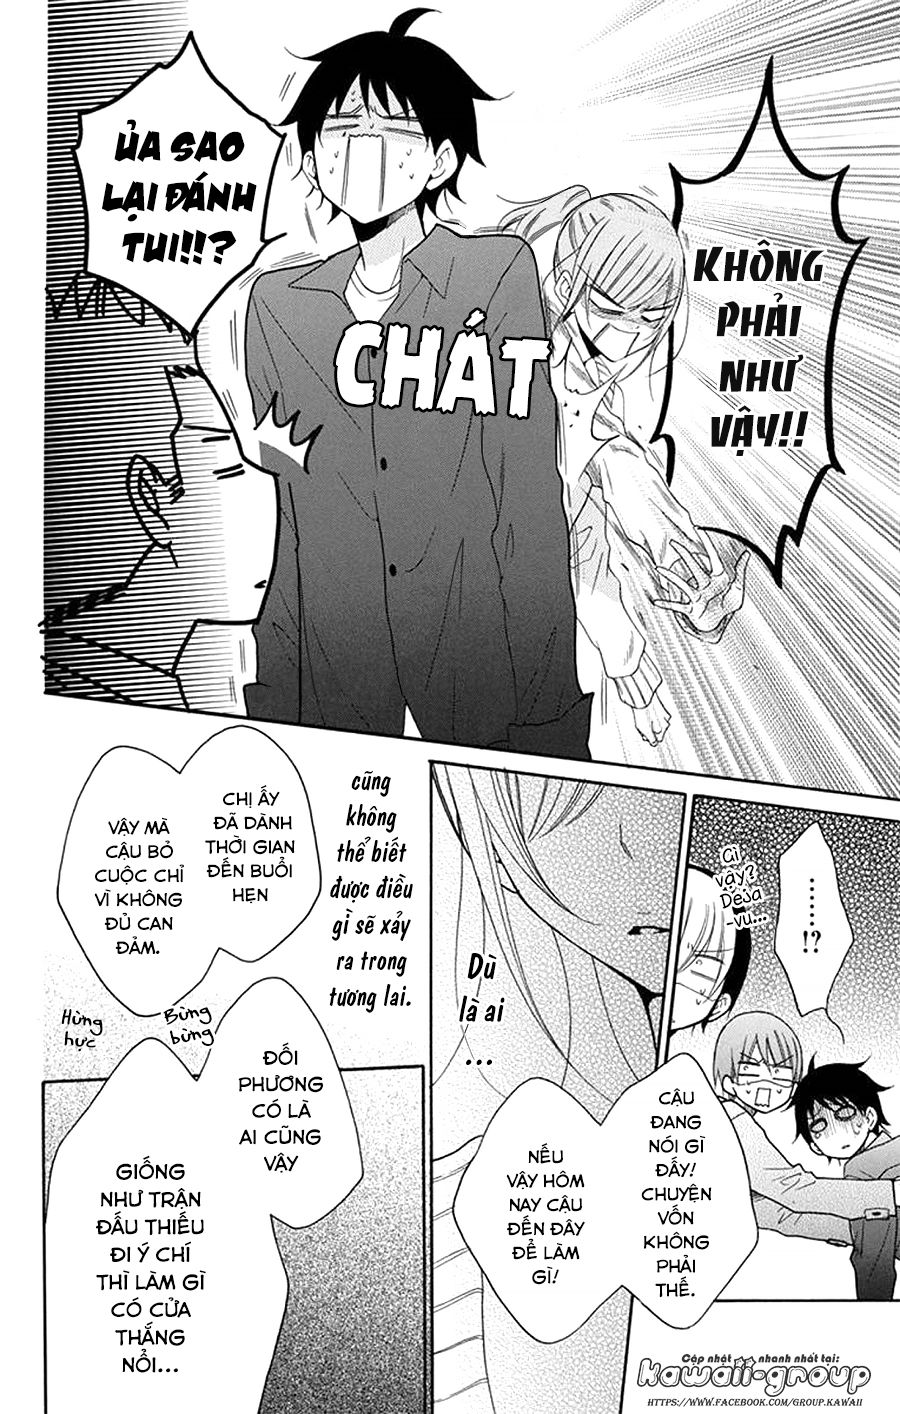 KHÔNG
PHẢI
NHƯ
VẬY!!
CHÁT
ỦA SAO
LẠI ĐÁNH
TUI!!?
......!?
Gì
vậy?
Déja
-vu...
CẬU
ĐANG
NÓI GÌ
ĐẤY!
CHUYỆN
VỐN
KHÔNG
PHẢI
THẾ.
NẾU
VẬY HÔM
NAY CẬU
ĐẾN ĐÂY
ĐỂ LÀM
GÌ!
Dù
là ai
...
cũng
không
thể biết
được điều
gì sẽ xảy
ra trong
tương lai.
CHỊ ẤY
ĐÃ DÀNH
THỜI GIAN
ĐẾN BUỔI
HẸN
VẬY MÀ
CẬU BỎ
CUỘC CHỈ
VÌ KHÔNG
ĐỦ CAN
ĐẢM.
Bừng
bừng
Hừng
hực
ĐỐI
PHƯƠNG
CÓ LÀ
AI CŨNG
VẬY
GIỐNG
NHƯ TRẬN
ĐẤU THIẾU
ĐI Ý CHÍ
THÌ LÀM GÌ
CÓ CỬA
THẮNG
NỔI...
Cập nhật nhanh nhất tại:
kawaii-group
HTTPS://WWW.FACEBOOK.COM/GROUP.KAWAII